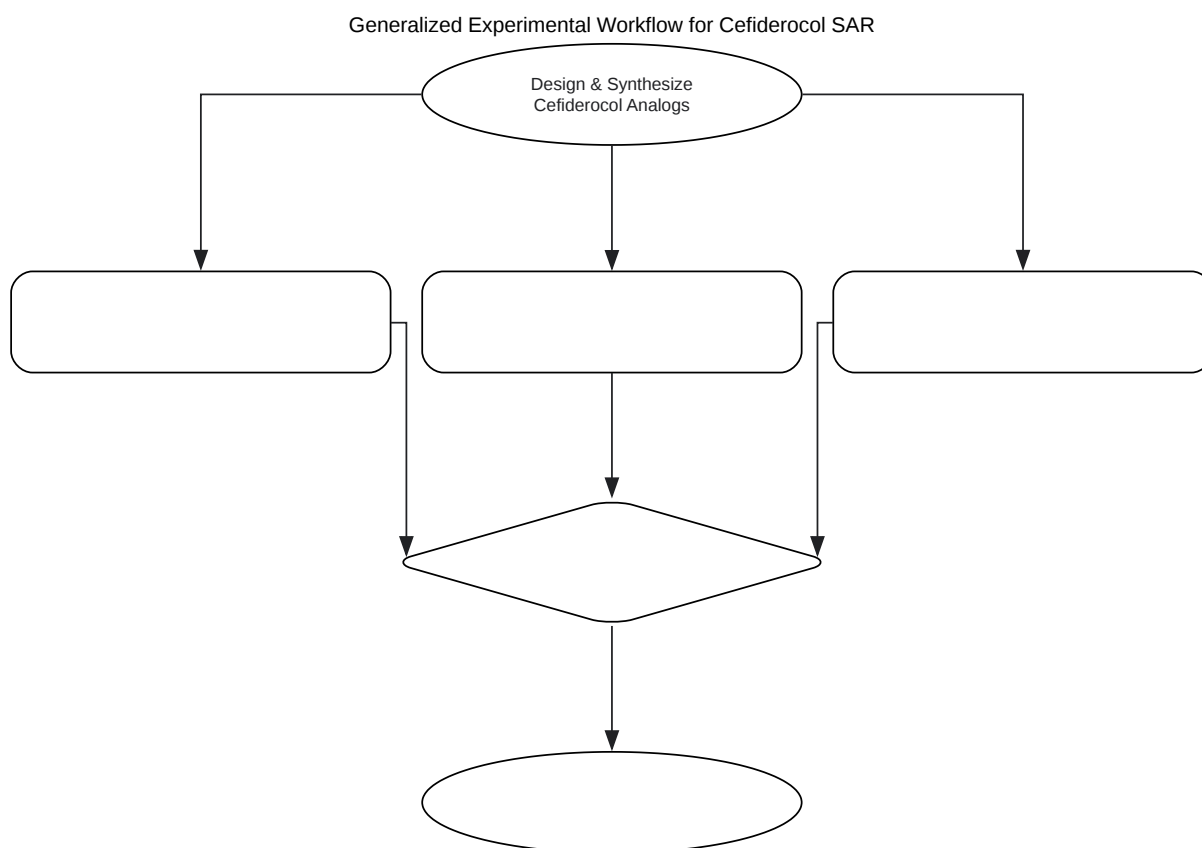 Generalized Experimental Workflow for Cefiderocol SAR
Design & Synthesize
Cefiderocol Analogs